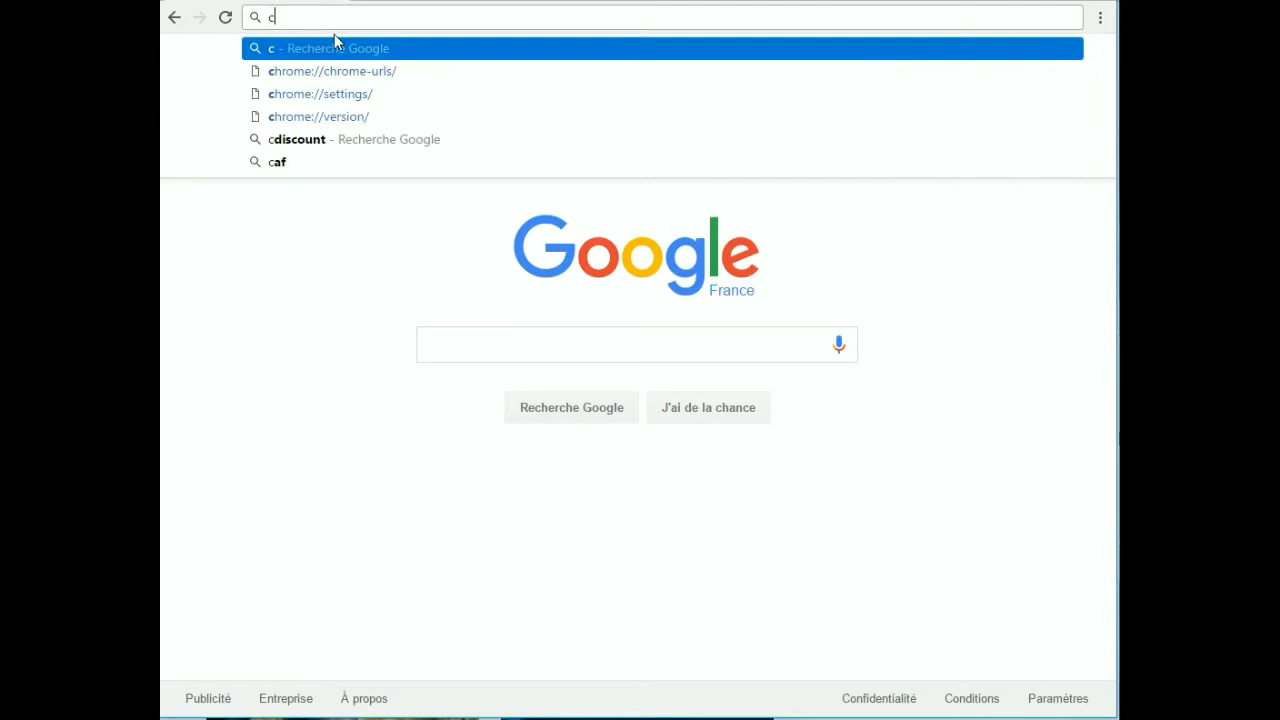 c
c - Recherche Google
chrome://chrome-urls/
chrome://settings/
chrome://version/
cdiscount - Recherche Google
caf
Google
France
Recherche Google J'ai de la chance
Publicité Entreprise À propos Confidentialité Conditions Paramètres